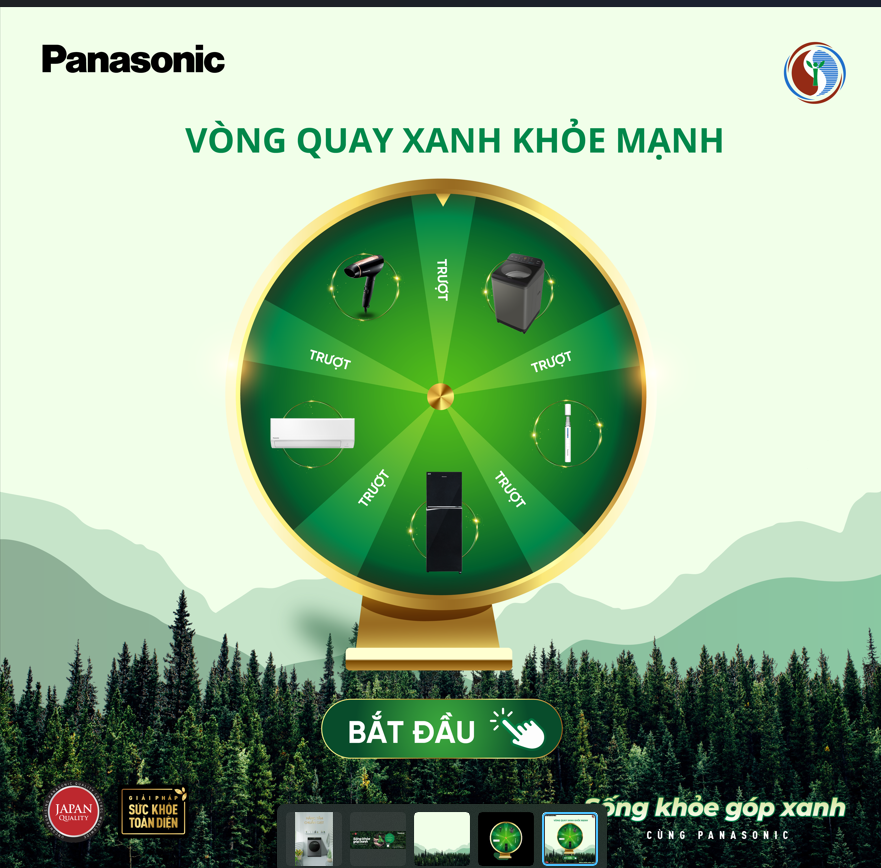 Panasonic
VÒNG QUAY XANH KHỎE MẠNH
TRƯỢT
TRƯỢT
TRƯỢT
TRƯỢT
TRƯỢT
BẮT ĐẦU
JAPAN
QUALITY
GIẢI PHÁP
SỨC KHỎE
TOÀN DIỆN
Sống khỏe góp xanh
CÙNG PANASONIC